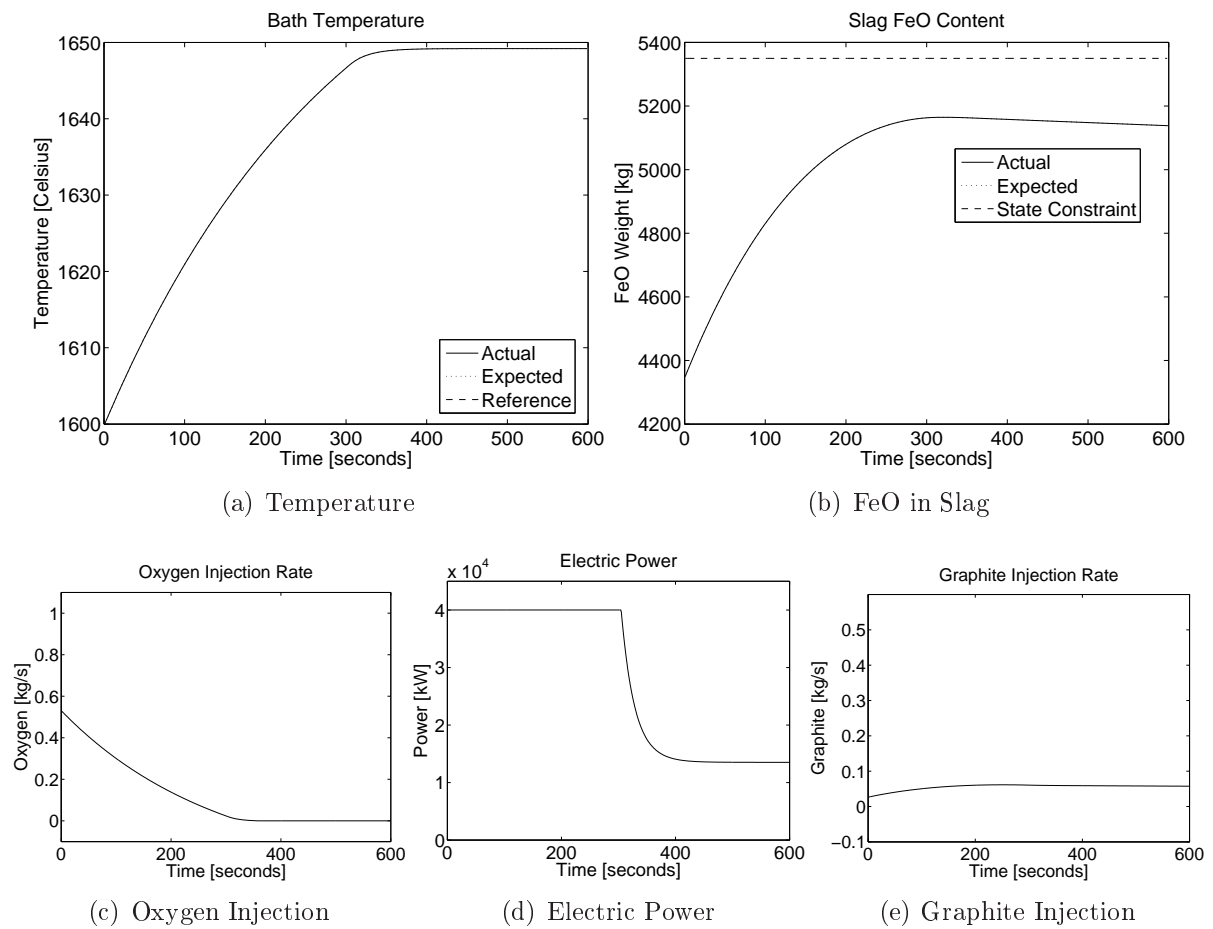 Bath Temperature
1650
1640
1630
1620
1610
1600
Temperature [Celsius]
0 100 200 300 400 500 600
Time [seconds]
Actual
Expected
Reference
(a) Temperature
Slag FeO Content
5400
5200
5000
4800
4600
4400
4200
FeO Weight [kg]
0 100 200 300 400 500 600
Time [seconds]
Actual
Expected
State Constraint
(b) FeO in Slag
Oxygen Injection Rate
1
0.8
0.6
0.4
0.2
0
Oxygen [kg/s]
0 200 400 600
Time [seconds]
(c) Oxygen Injection
Electric Power
x 10^4
4
3
2
1
0
Power [kW]
0 200 400 600
Time [seconds]
(d) Electric Power
Graphite Injection Rate
0.5
0.4
0.3
0.2
0.1
0
−0.1
Graphite [kg/s]
0 200 400 600
Time [seconds]
(e) Graphite Injection